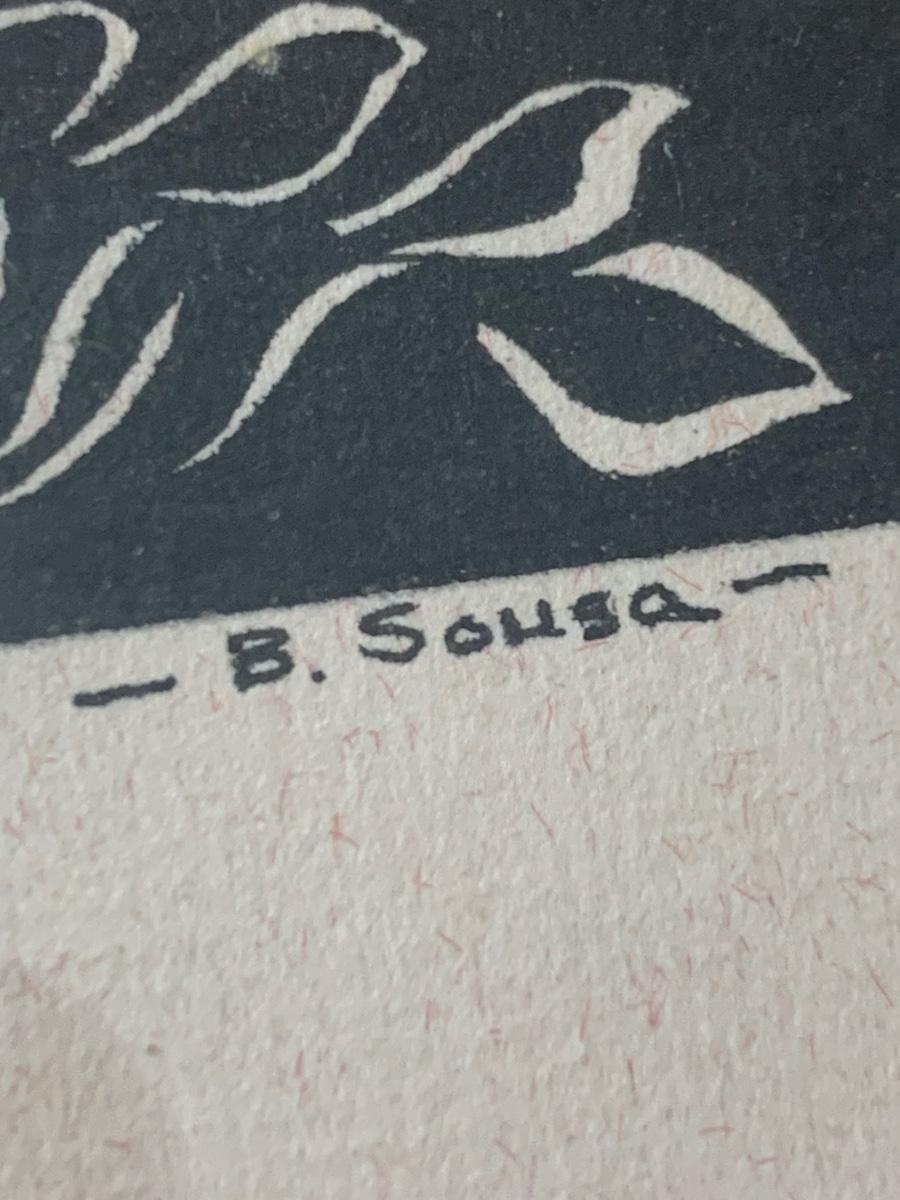 — B. Sousa —